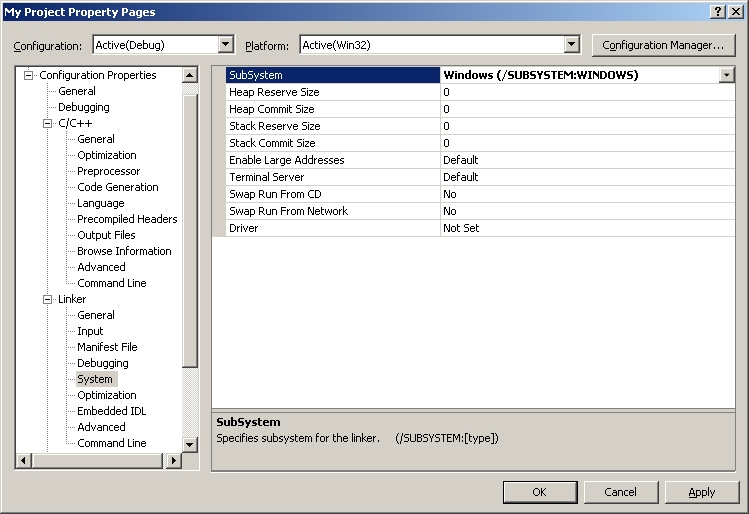 My Project Property Pages
Configuration: Active(Debug) Platform: Active(Win32) Configuration Manager...
Configuration Properties
General
Debugging
C/C++
General
Optimization
Preprocessor
Code Generation
Language
Precompiled Headers
Output Files
Browse Information
Advanced
Command Line
Linker
General
Input
Manifest File
Debugging
System
Optimization
Embedded IDL
Advanced
Command Line
SubSystem Windows (/SUBSYSTEM:WINDOWS)
Heap Reserve Size 0
Heap Commit Size 0
Stack Reserve Size 0
Stack Commit Size 0
Enable Large Addresses Default
Terminal Server Default
Swap Run From CD No
Swap Run From Network No
Driver Not Set
SubSystem
Specifies subsystem for the linker. (/SUBSYSTEM:[type])
OK Cancel Apply